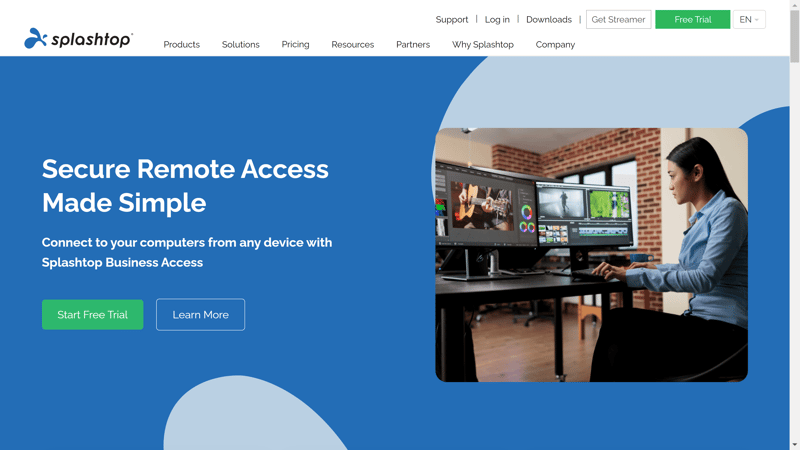 Support | Log in | Downloads | Get Streamer Free Trial EN
splashtop
Products Solutions Pricing Resources Partners Why Splashtop Company
Secure Remote Access
Made Simple
Connect to your computers from any device with
Splashtop Business Access
Start Free Trial Learn More